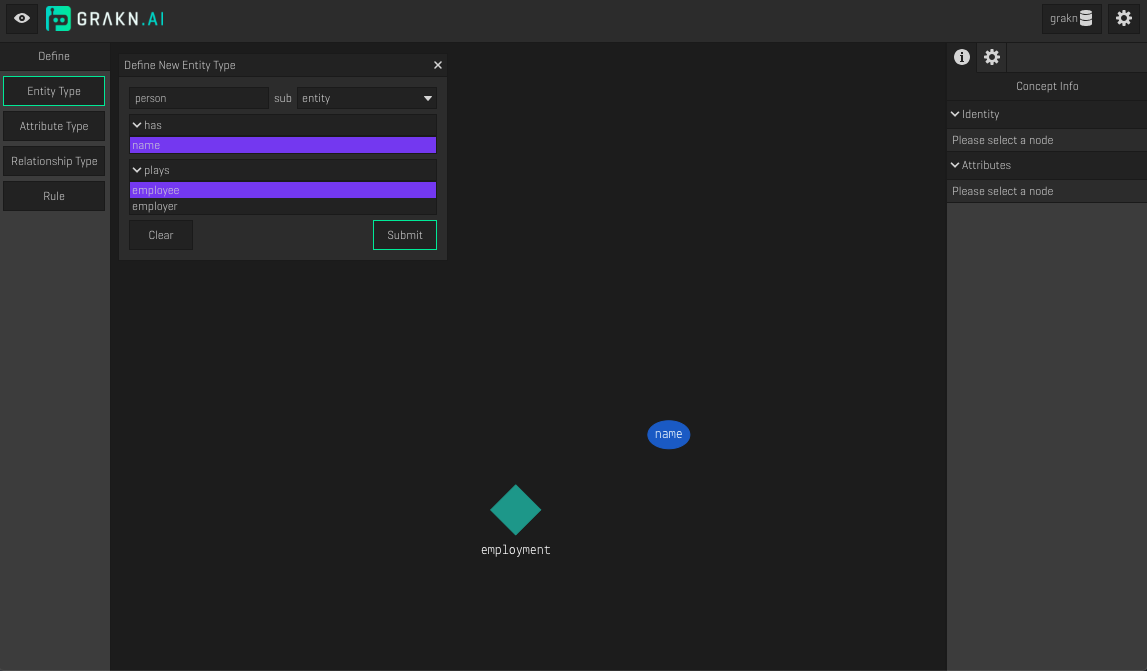 GRAKN.AI
grakn
Define
Entity Type
Attribute Type
Relationship Type
Rule
Define New Entity Type
person sub entity
has
name
plays
employee
employer
Clear Submit
name
employment
Concept Info
Identity
Please select a node
Attributes
Please select a node